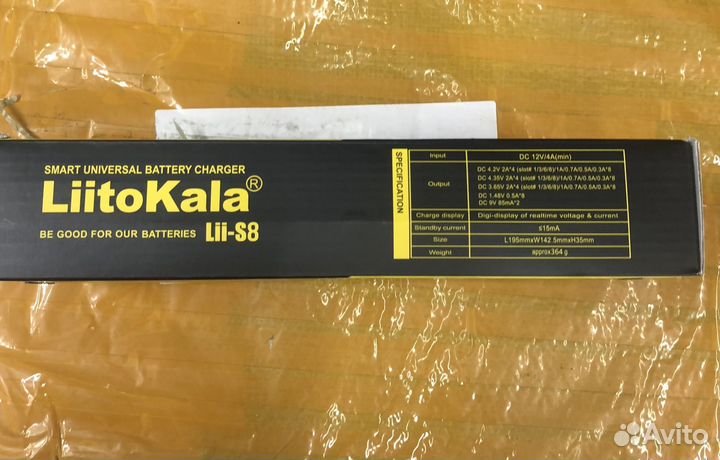 SMART UNIVERSAL BATTERY CHARGER
LiitoKala®
BE GOOD FOR OUR BATTERIES Lii-S8
SPECIFICATION
Input DC 12V/4A(min)
Output
DC 4.2V 2A*4 (slot# 1/3/6/8)/1A/0.7A/0.5A/0.3A*8
DC 4.35V 2A*4 (slot# 1/3/6/8)/1A/0.7A/0.5A/0.3A*8
DC 3.65V 2A*4 (slot# 1/3/6/8)/1A/0.7A/0.5A/0.3A*8
DC 1.48V 0.5A*8
DC 9V 85mA*2
Charge display Digi-display of realtime voltage & current
Standby current ≤15mA
Size L195mmxW142.5mmxH35mm
Weight approx364 g
Avito